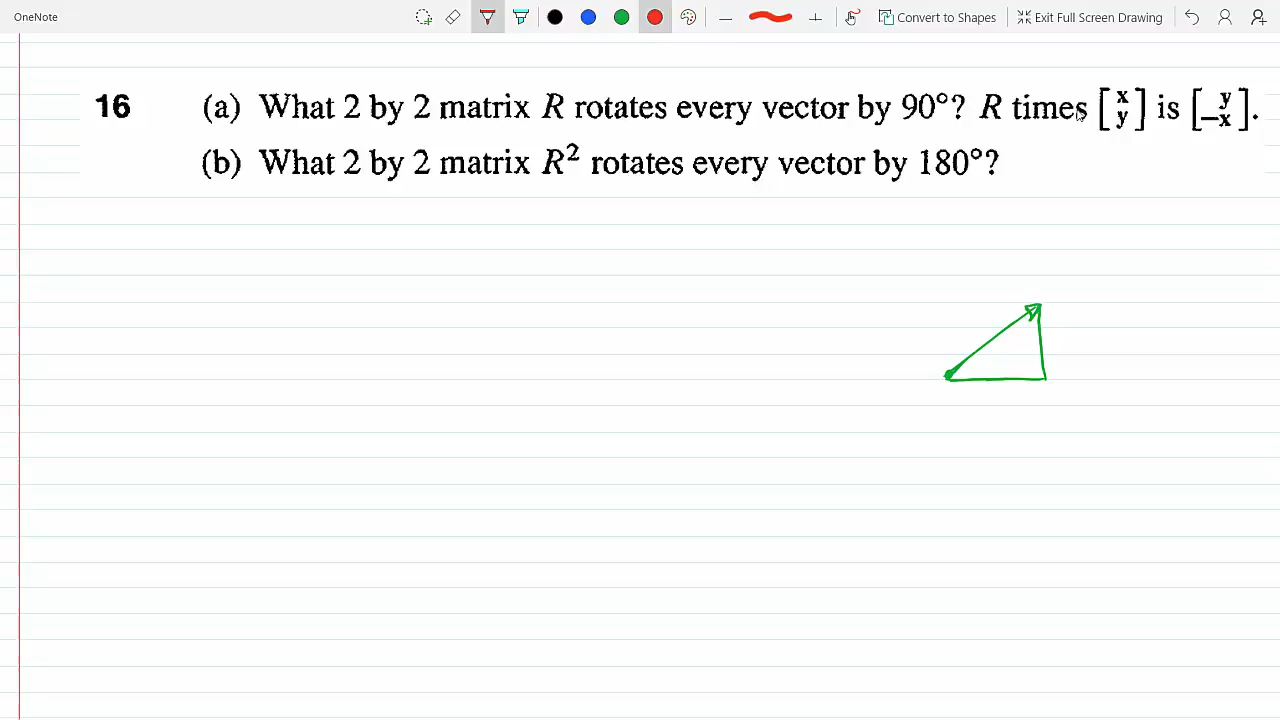 OneNote
Convert to Shapes
Exit Full Screen Drawing
16 (a) What 2 by 2 matrix R rotates every vector by 90°? R times [x y] is [y −x].
(b) What 2 by 2 matrix R² rotates every vector by 180°?